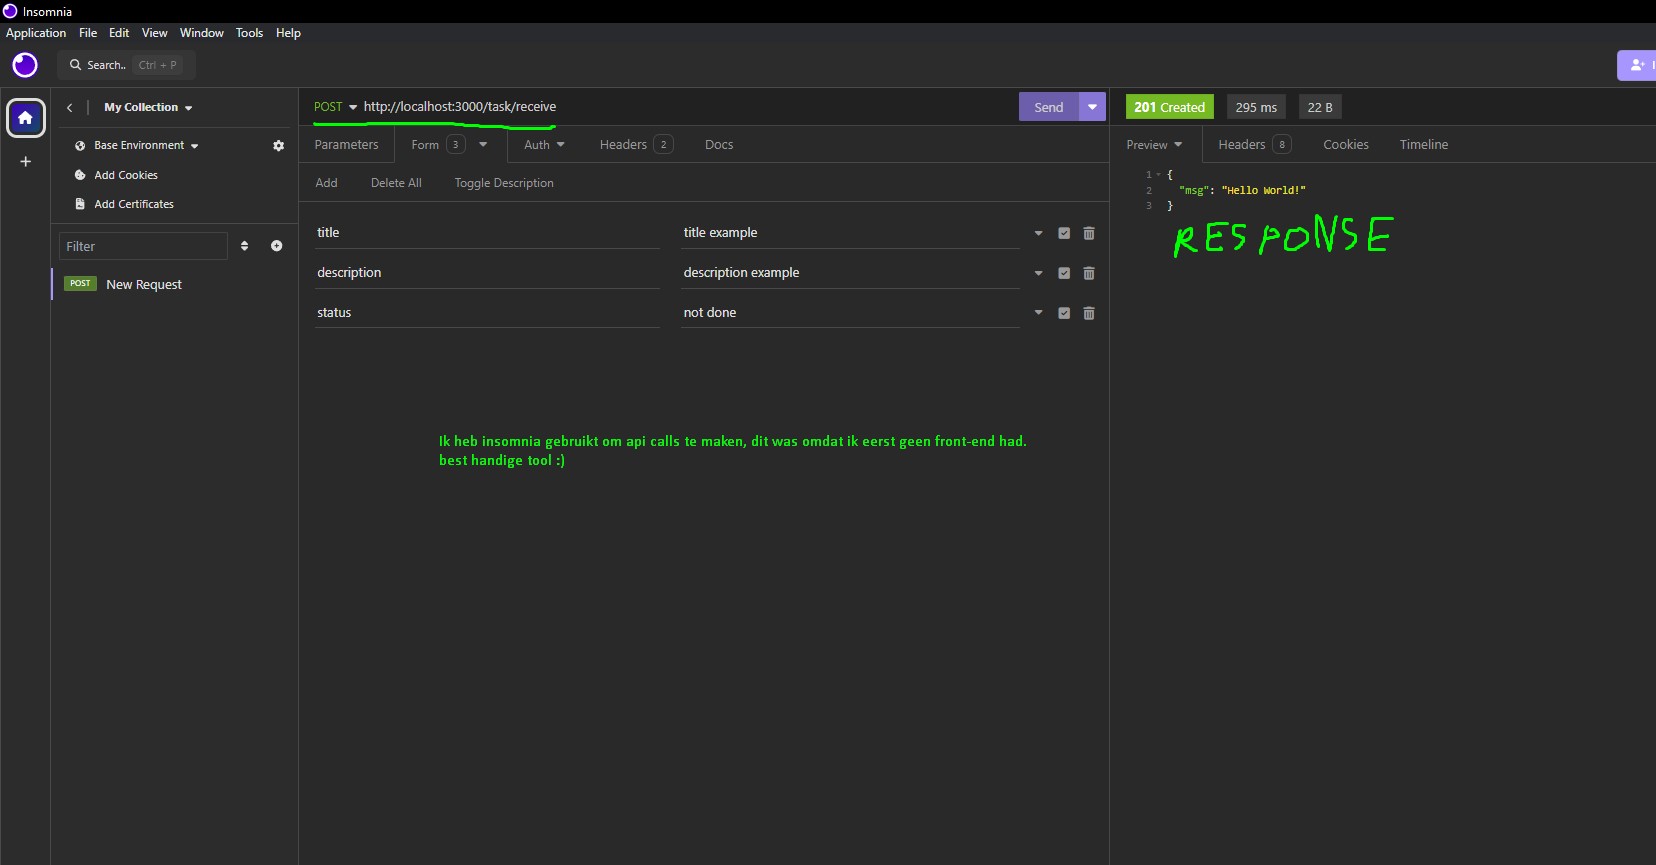 Insomnia
Application File Edit View Window Tools Help
Search.. Ctrl + P
My Collection
Base Environment
Add Cookies
Add Certificates
Filter
POST New Request
POST http://localhost:3000/task/receive Send
Parameters Form 3 Auth Headers 2 Docs
Add Delete All Toggle Description
title title example
description description example
status not done
Ik heb insomnia gebruikt om api calls te maken, dit was omdat ik eerst geen front-end had.
best handige tool :)
201 Created 295 ms 22 B
Preview Headers 8 Cookies Timeline
1 {
2 "msg": "Hello World!"
3 }
RESPONSE